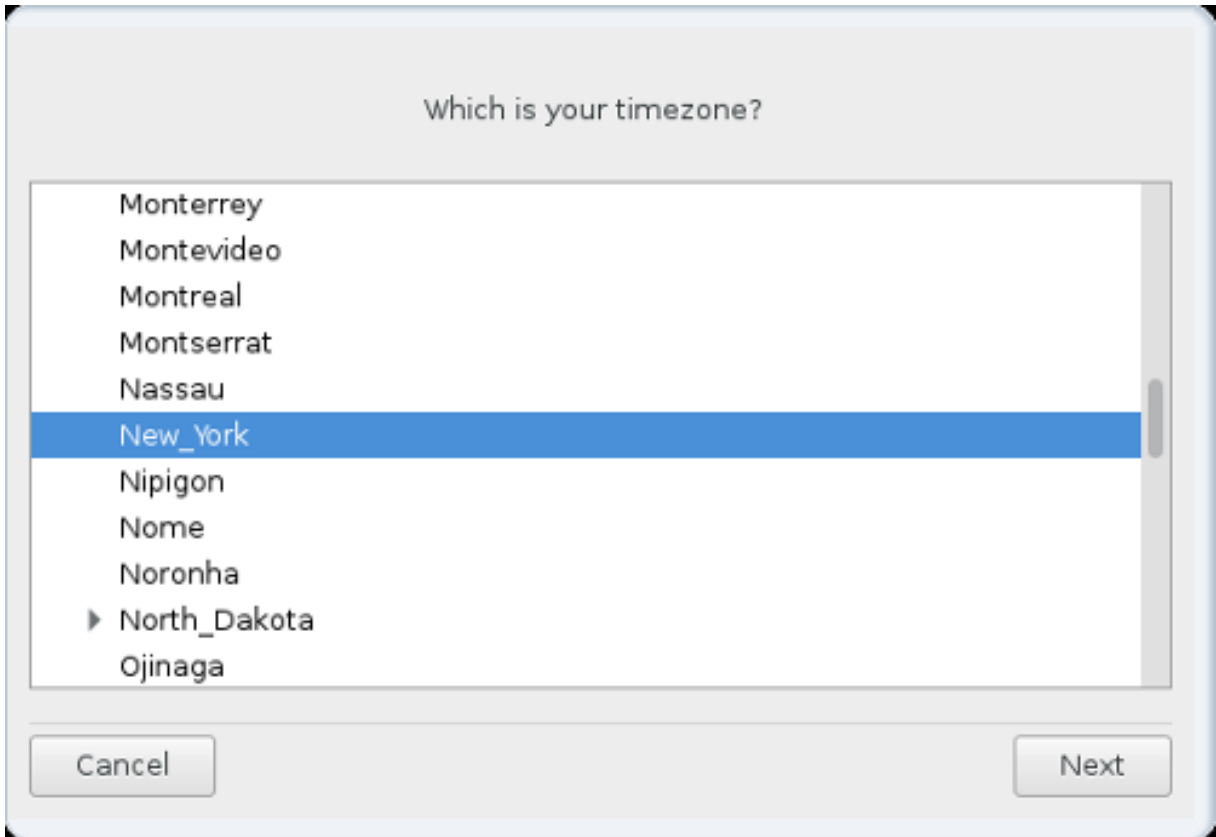 Which is your timezone?
Monterrey
Montevideo
Montreal
Montserrat
Nassau
New_York
Nipigon
Nome
Noronha
North_Dakota
Ojinaga
Cancel
Next